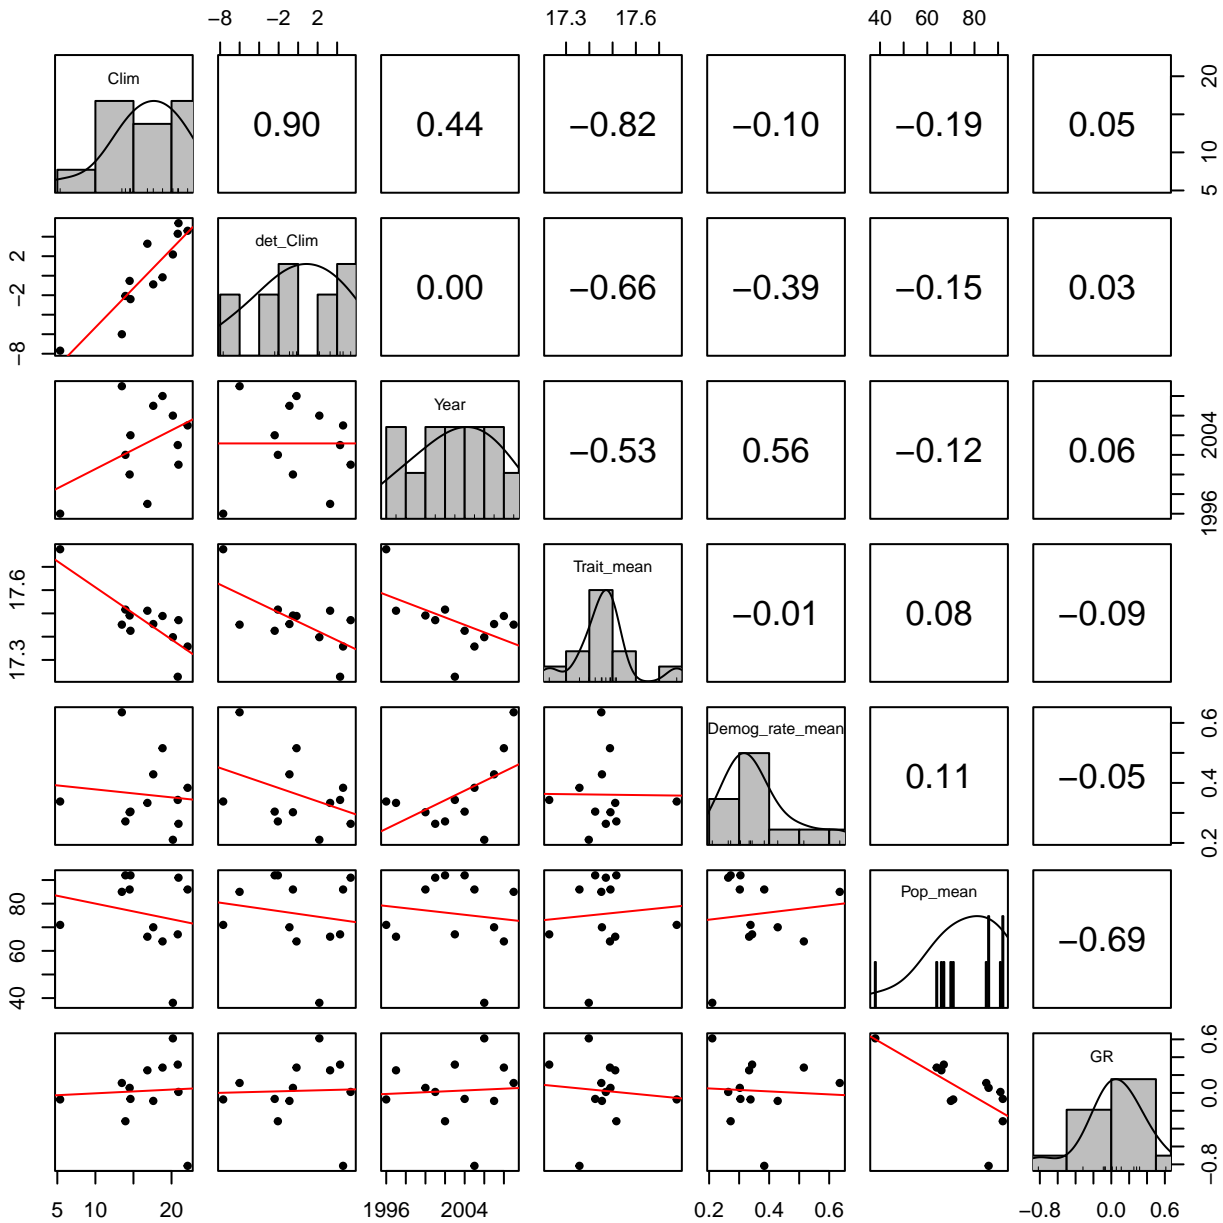 −8 −2 2 17.3 17.6 40 60 80
Clim 0.90 0.44 −0.82 −0.10 −0.19 0.05 5 10 20
−8 −2 2 det_Clim 0.00 −0.66 −0.39 −0.15 0.03
Year −0.53 0.56 −0.12 0.06 1996 2004
17.3 17.6 Trait_mean −0.01 0.08 −0.09
Demog_rate_mean 0.11 −0.05 0.2 0.4 0.6
40 60 80 Pop_mean −0.69
GR −0.8 0.0 0.6
5 10 20 1996 2004 0.2 0.4 0.6 −0.8 0.0 0.6